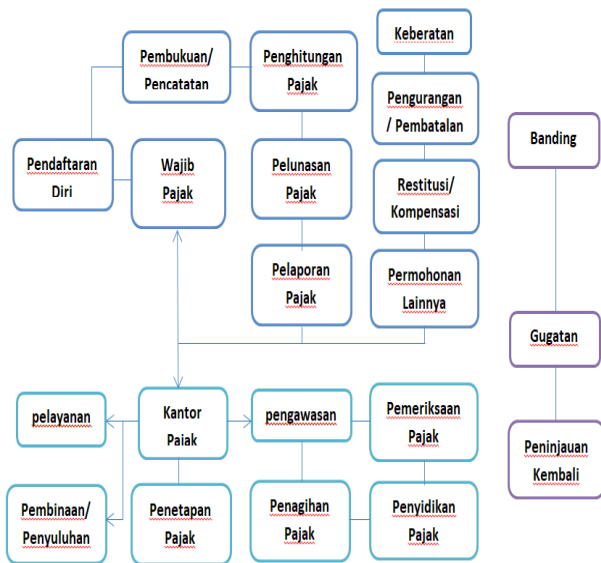 Keberatan
Pembukuan/
Pencatatan
Penghitungan
Pajak
Pengurangan
/ Pembatalan
Banding
Pendaftaran
Diri
Wajib
Pajak
Pelunasan
Pajak
Restitusi/
Kompensasi
Pelaporan
Pajak
Permohonan
Lainnya
Gugatan
pelayanan
Kantor
Pajak
pengawasan
Pemeriksaan
Pajak
Peninjauan
Kembali
Pembinaan/
Penyuluhan
Penetapan
Pajak
Penagihan
Pajak
Penyidikan
Pajak